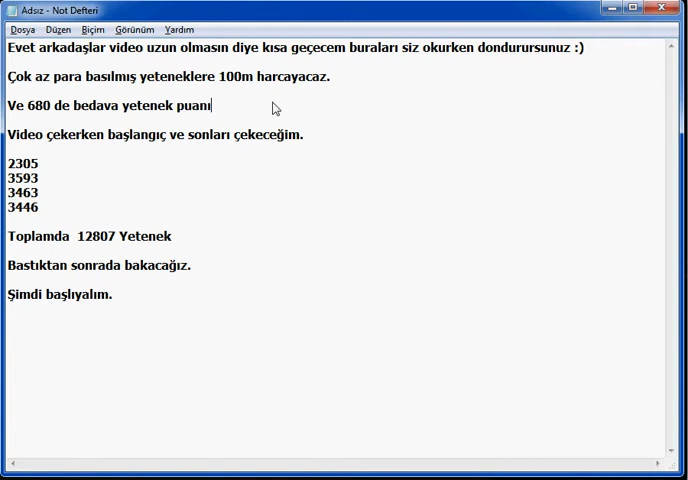 Adsız - Not Defteri
Dosya Düzen Biçim Görünüm Yardım
Evet arkadaşlar video uzun olmasın diye kısa geçecem buraları siz okurken dondurursunuz :)
Çok az para basılmış yeteneklere 100m harcayacaz.
Ve 680 de bedava yetenek puanı
Video çekerken başlangıç ve sonları çekeceğim.
2305
3593
3463
3446
Toplamda 12807 Yetenek
Bastıktan sonrada bakacağız.
Şimdi başlıyalım.